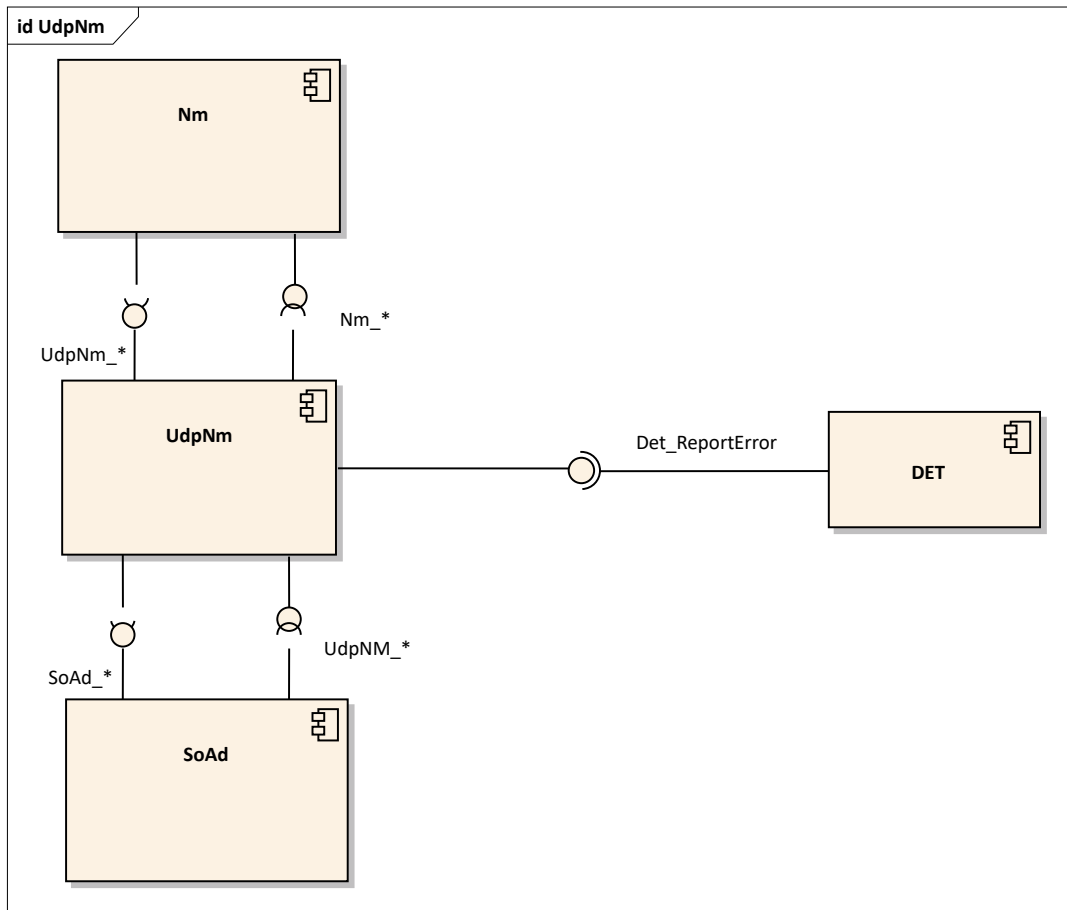 id UdpNm
Nm
Nm_*
UdpNm_*
UdpNm
Det_ReportError
DET
UdpNM_*
SoAd_*
SoAd